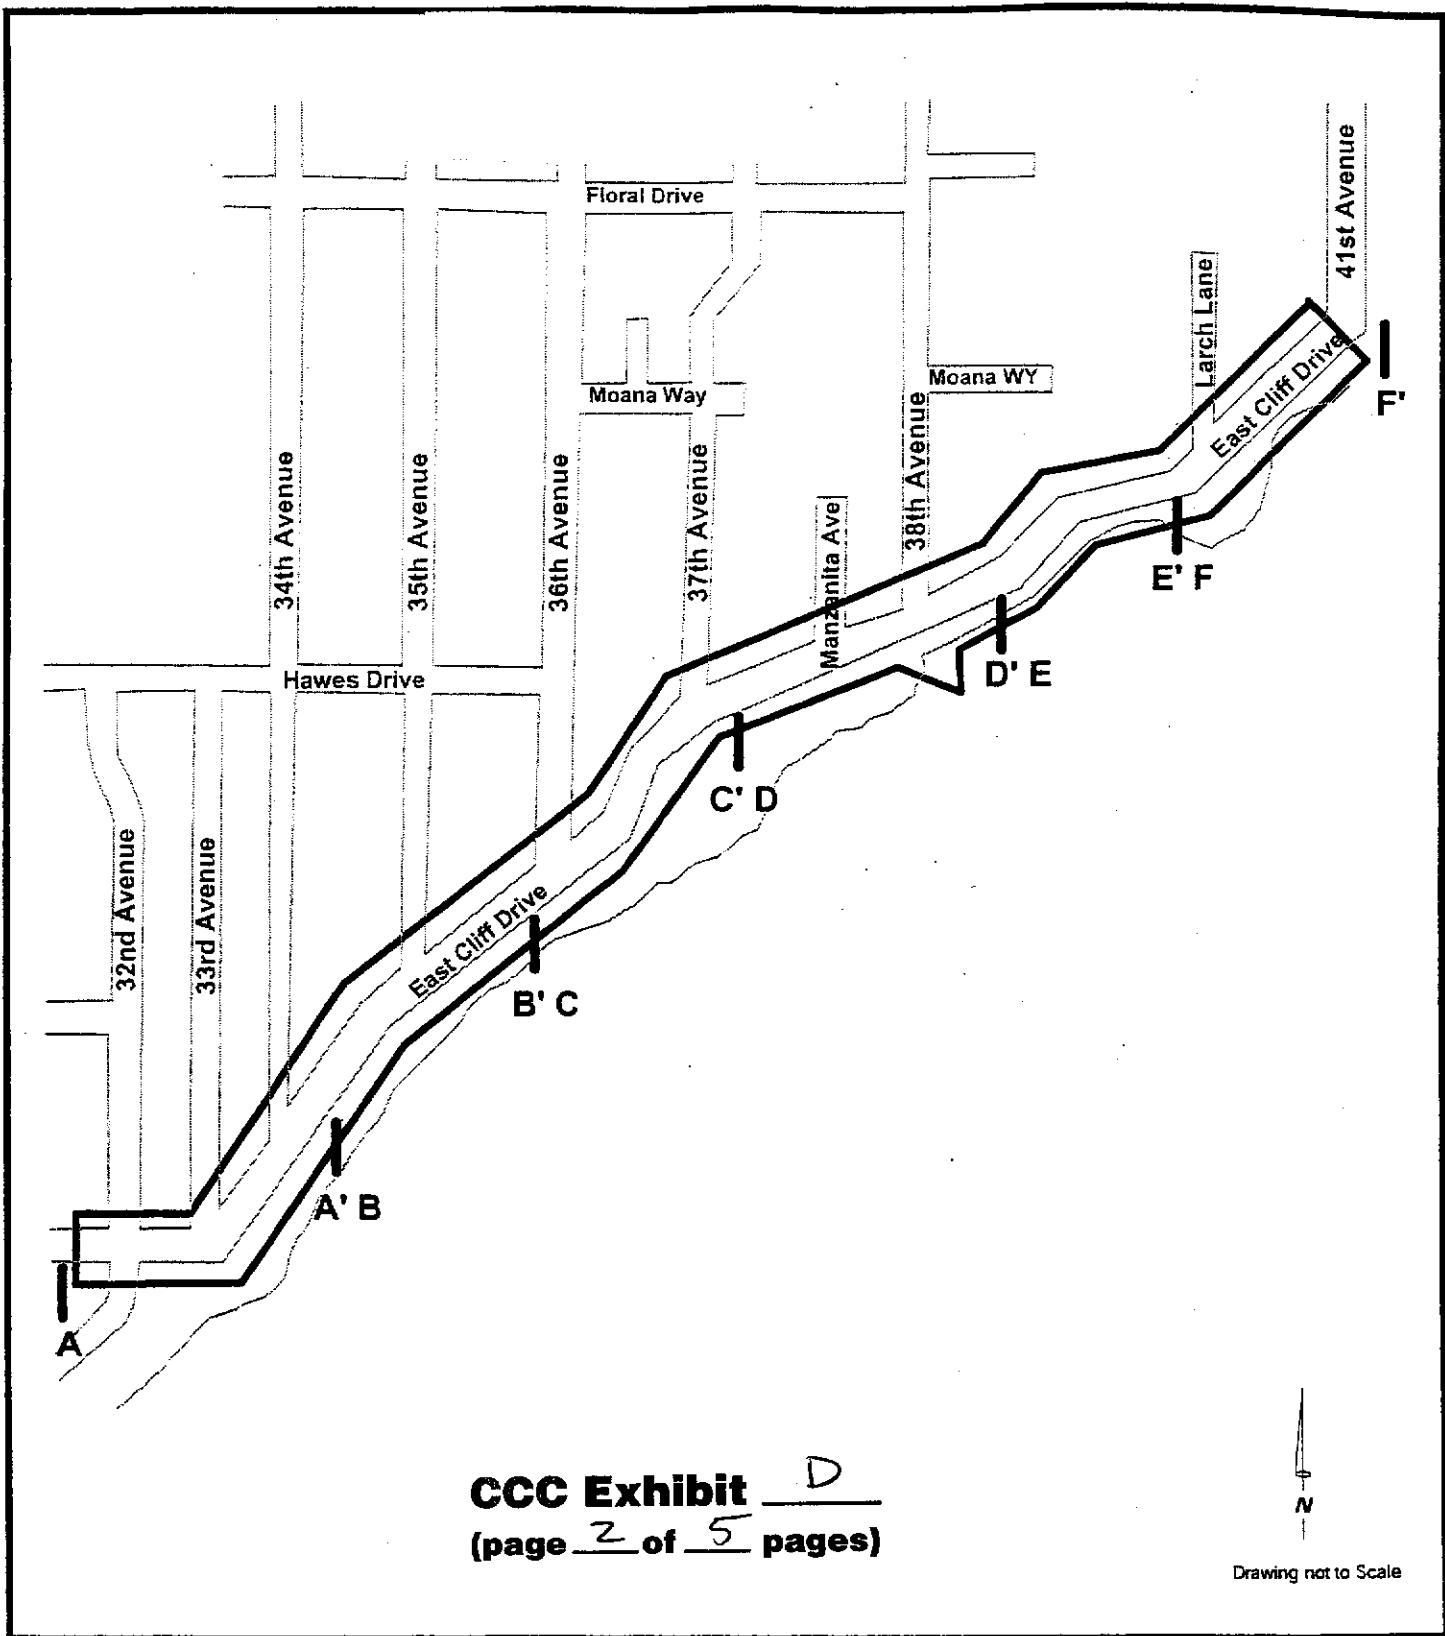 41st Avenue
Floral Drive
Larch Lane
Moana WY
Moana Way
East Cliff Drive
F'
38th Avenue
37th Avenue
34th Avenue
35th Avenue
36th Avenue
Manzanita Ave
E' F
Hawes Drive
D' E
C' D
32nd Avenue
33rd Avenue
East Cliff Drive
B' C
A' B
A
CCC Exhibit D
(page 2 of 5 pages)
N
Drawing not to Scale